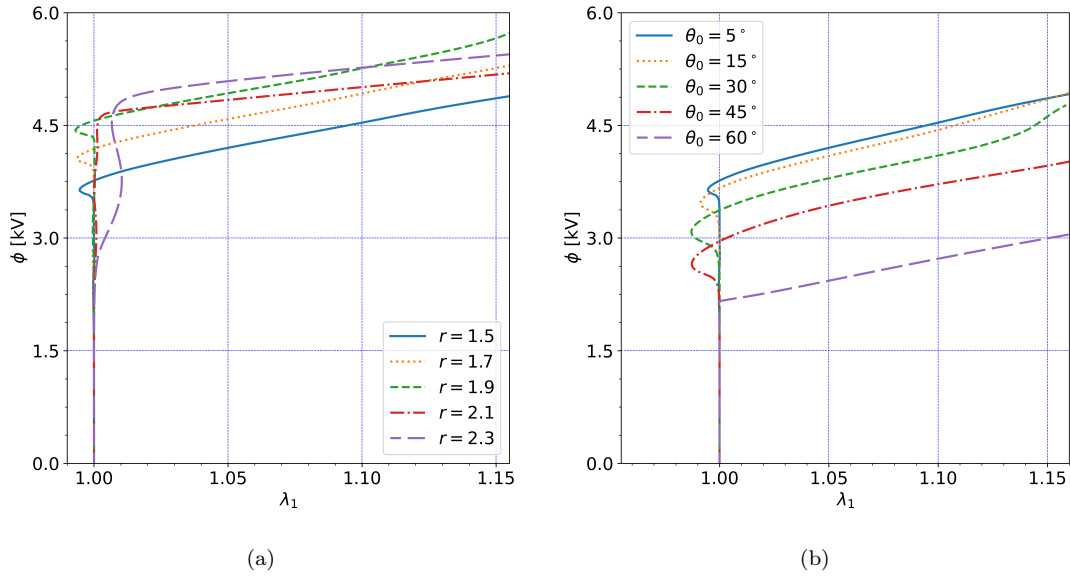 6.0
4.5
3.0
1.5
0.0
ϕ [kV]
1.00
1.05
1.10
1.15
λ₁
r = 1.5
r = 1.7
r = 1.9
r = 2.1
r = 2.3
(a)
6.0
4.5
3.0
1.5
0.0
ϕ [kV]
1.00
1.05
1.10
1.15
λ₁
θ₀ = 5°
θ₀ = 15°
θ₀ = 30°
θ₀ = 45°
θ₀ = 60°
(b)